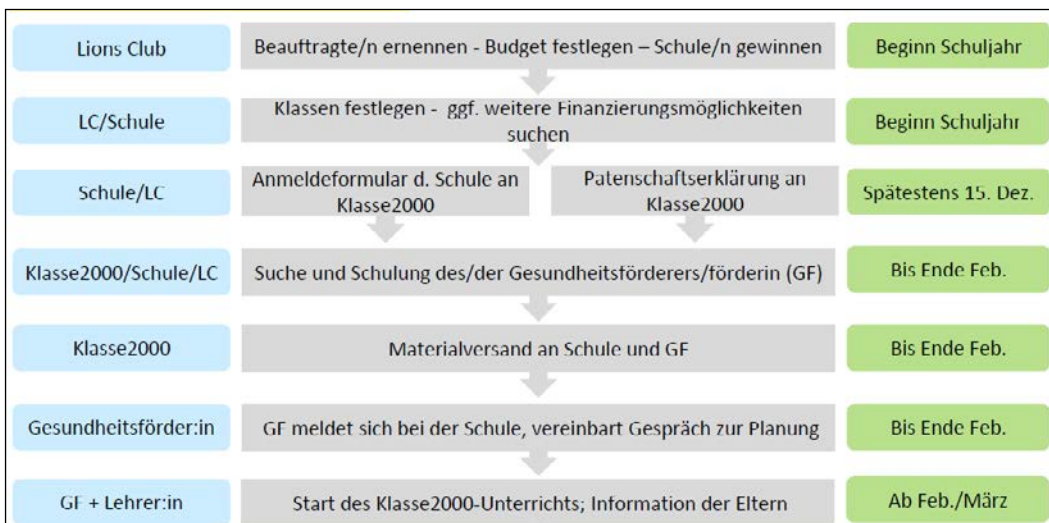 Lions Club
Beauftragte/n ernennen - Budget festlegen – Schule/n gewinnen
Beginn Schuljahr
LC/Schule
Klassen festlegen - ggf. weitere Finanzierungsmöglichkeiten
suchen
Beginn Schuljahr
Schule/LC
Anmeldeformular d. Schule an
Klasse2000
Patenschaftserklärung an
Klasse2000
Spätestens 15. Dez.
Klasse2000/Schule/LC
Suche und Schulung des/der Gesundheitsförderers/förderin (GF)
Bis Ende Feb.
Klasse2000
Materialversand an Schule und GF
Bis Ende Feb.
Gesundheitsförder:in
GF meldet sich bei der Schule, vereinbart Gespräch zur Planung
Bis Ende Feb.
GF + Lehrer:in
Start des Klasse2000-Unterrichts; Information der Eltern
Ab Feb./März